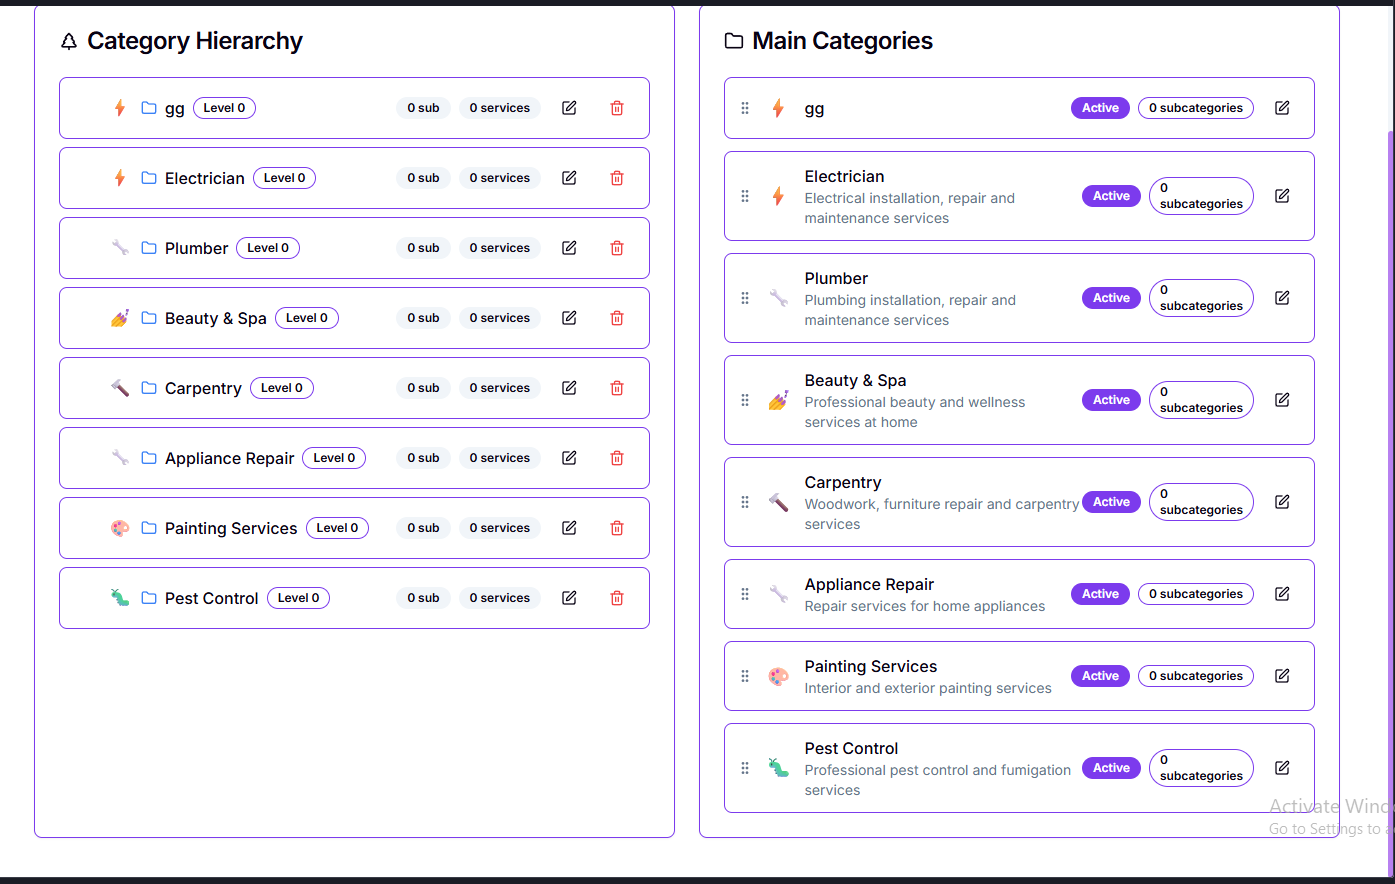 Category Hierarchy
gg Level 0 0 sub 0 services
Electrician Level 0 0 sub 0 services
Plumber Level 0 0 sub 0 services
Beauty & Spa Level 0 0 sub 0 services
Carpentry Level 0 0 sub 0 services
Appliance Repair Level 0 0 sub 0 services
Painting Services Level 0 0 sub 0 services
Pest Control Level 0 0 sub 0 services
Main Categories
gg Active 0 subcategories
Electrician
Electrical installation, repair and
maintenance services
Active
0
subcategories
Plumber
Plumbing installation, repair and
maintenance services
Active
0
subcategories
Beauty & Spa
Professional beauty and wellness
services at home
Active
0
subcategories
Carpentry
Woodwork, furniture repair and carpentry
services
Active
0
subcategories
Appliance Repair
Repair services for home appliances
Active 0 subcategories
Painting Services
Interior and exterior painting services
Active 0 subcategories
Pest Control
Professional pest control and fumigation
services
Active
0
subcategories
Activate Wind
Go to Settings to a